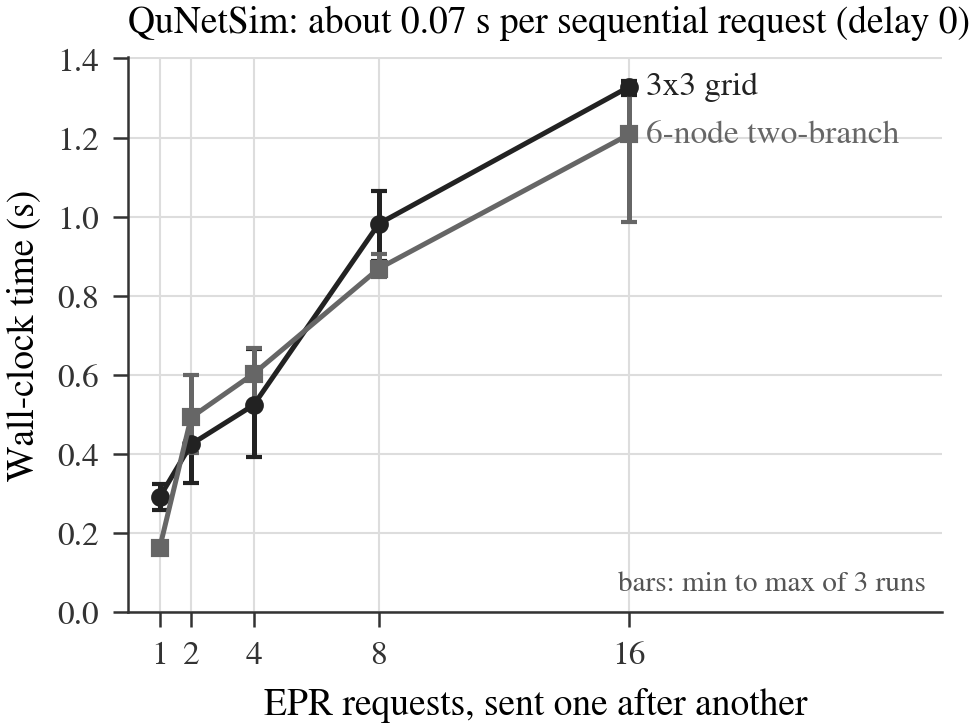 QuNetSim: about 0.07 s per sequential request (delay 0)
Wall-clock time (s)
1.4
1.2
1.0
0.8
0.6
0.4
0.2
0.0
3x3 grid
6-node two-branch
bars: min to max of 3 runs
1 2 4 8 16
EPR requests, sent one after another